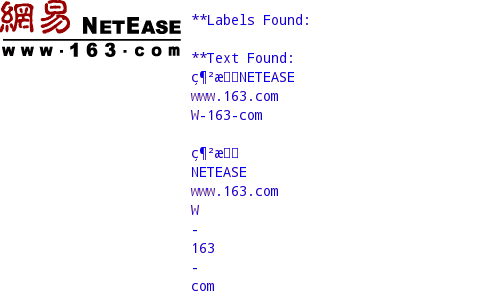 網易 NETEASE
www.163.com
**Labels Found:
**Text Found:
ç¶²æ󠀠NETEASE
www.163.com
W-163-com
ç¶²æ
NETEASE
www.163.com
W
-
163
-
com